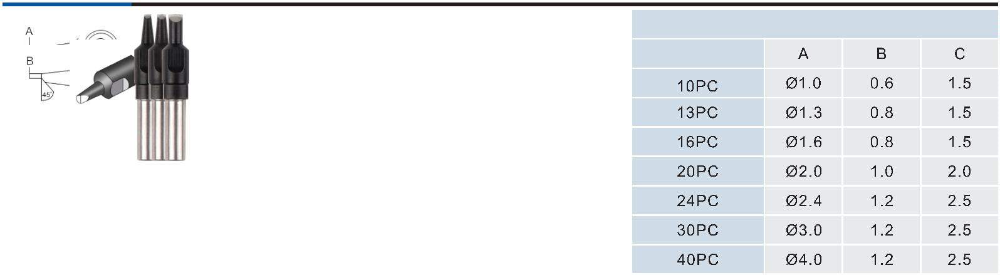 A
B
45°
A B C
10PC Ø1.0 0.6 1.5
13PC Ø1.3 0.8 1.5
16PC Ø1.6 0.8 1.5
20PC Ø2.0 1.0 2.0
24PC Ø2.4 1.2 2.5
30PC Ø3.0 1.2 2.5
40PC Ø4.0 1.2 2.5